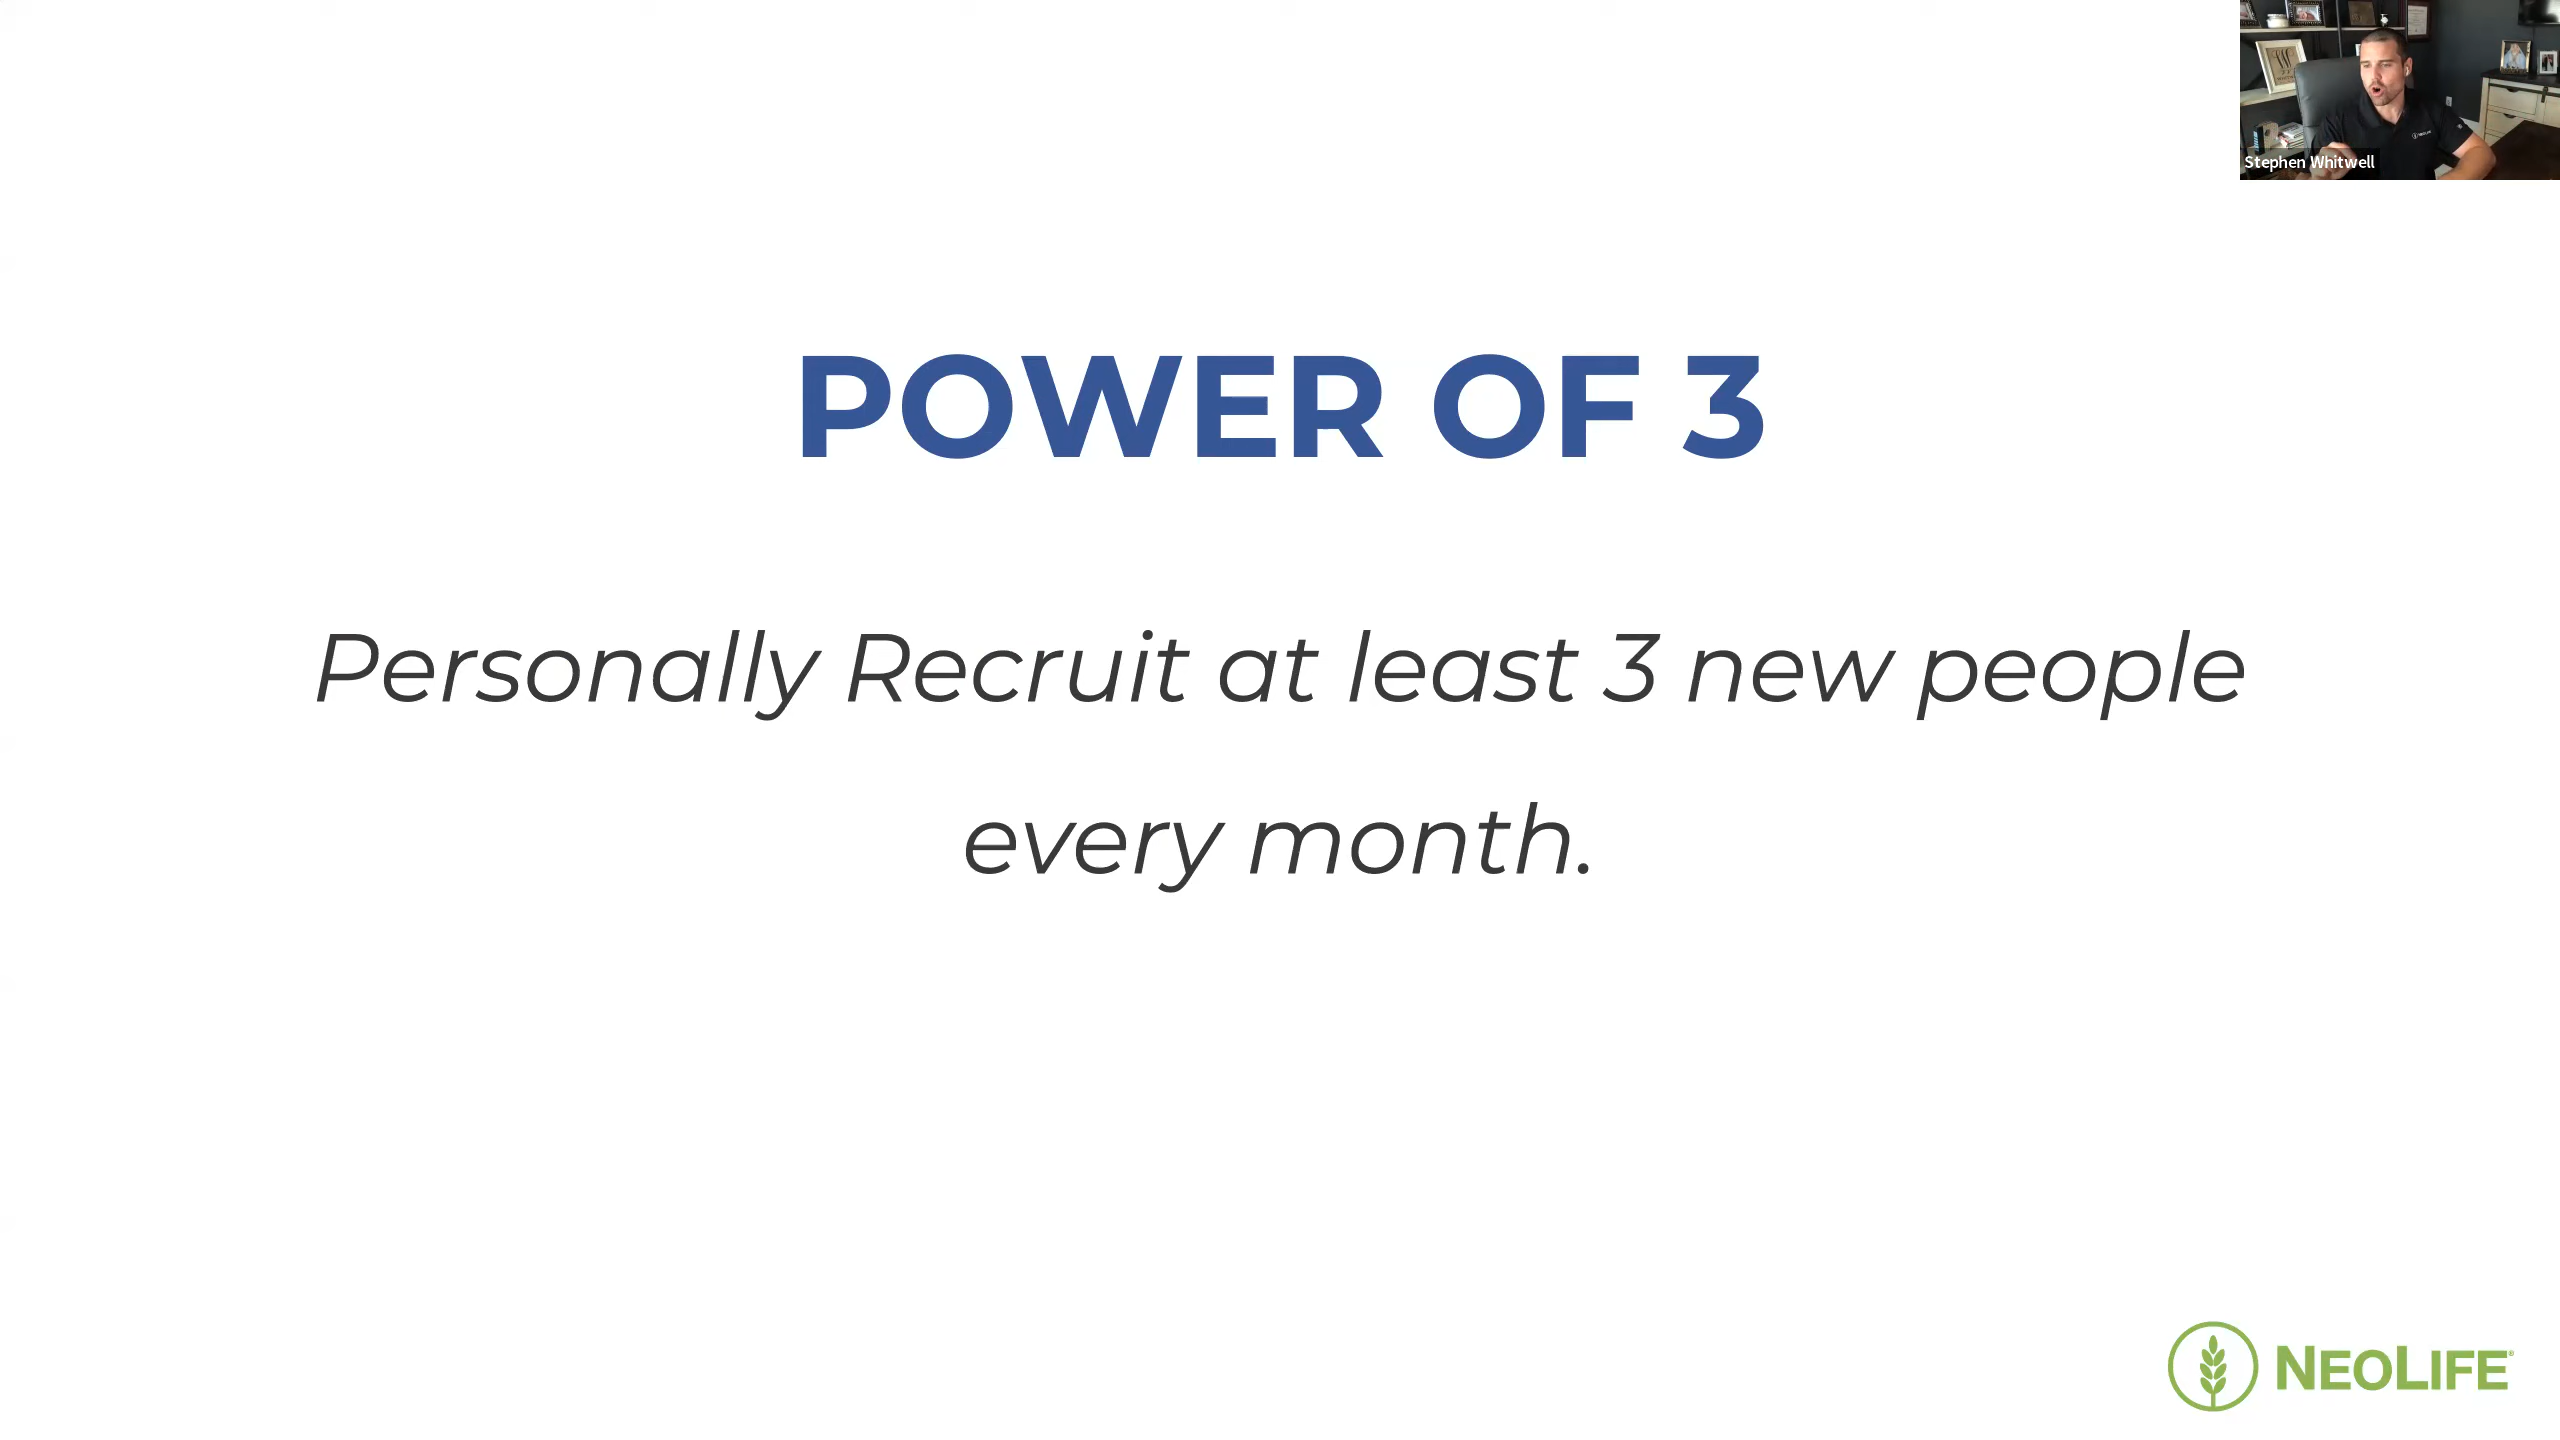 Stephen Whitwell
POWER OF 3
Personally Recruit at least 3 new people
every month.
NEOLIFE®